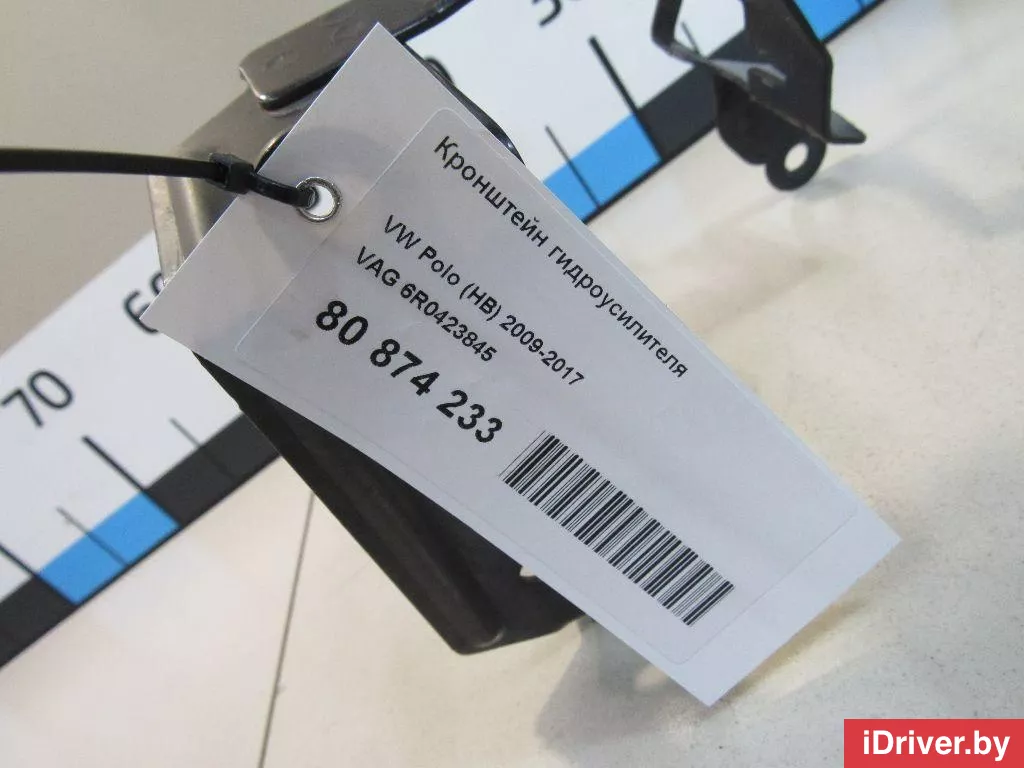 Кронштейн гидроусилителя
VW Polo (HB) 2009-2017
VAG 6R0423845
80 874 233
70
iDriver.by